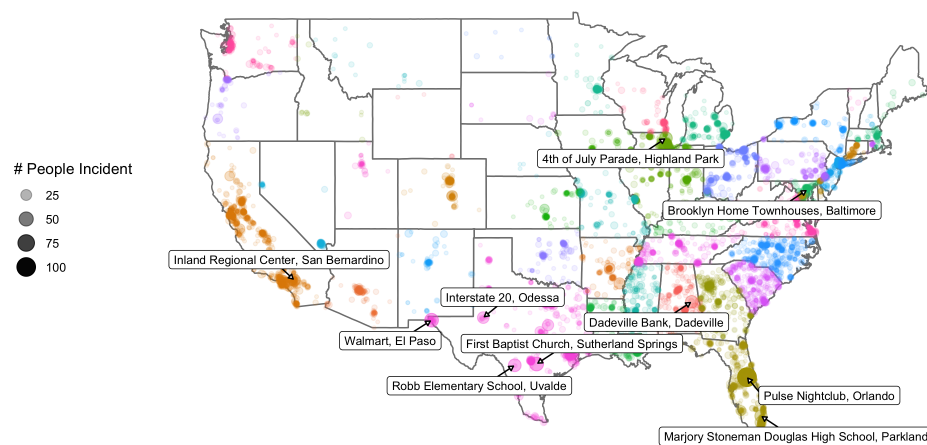 4th of July Parade, Highland Park
# People Incident
25
50
75
100
Brooklyn Home Townhouses, Baltimore
Inland Regional Center, San Bernardino
Interstate 20, Odessa
Dadeville Bank, Dadeville
Walmart, El Paso
First Baptist Church, Sutherland Springs
Robb Elementary School, Uvalde
Pulse Nightclub, Orlando
Marjory Stoneman Douglas High School, Parkland